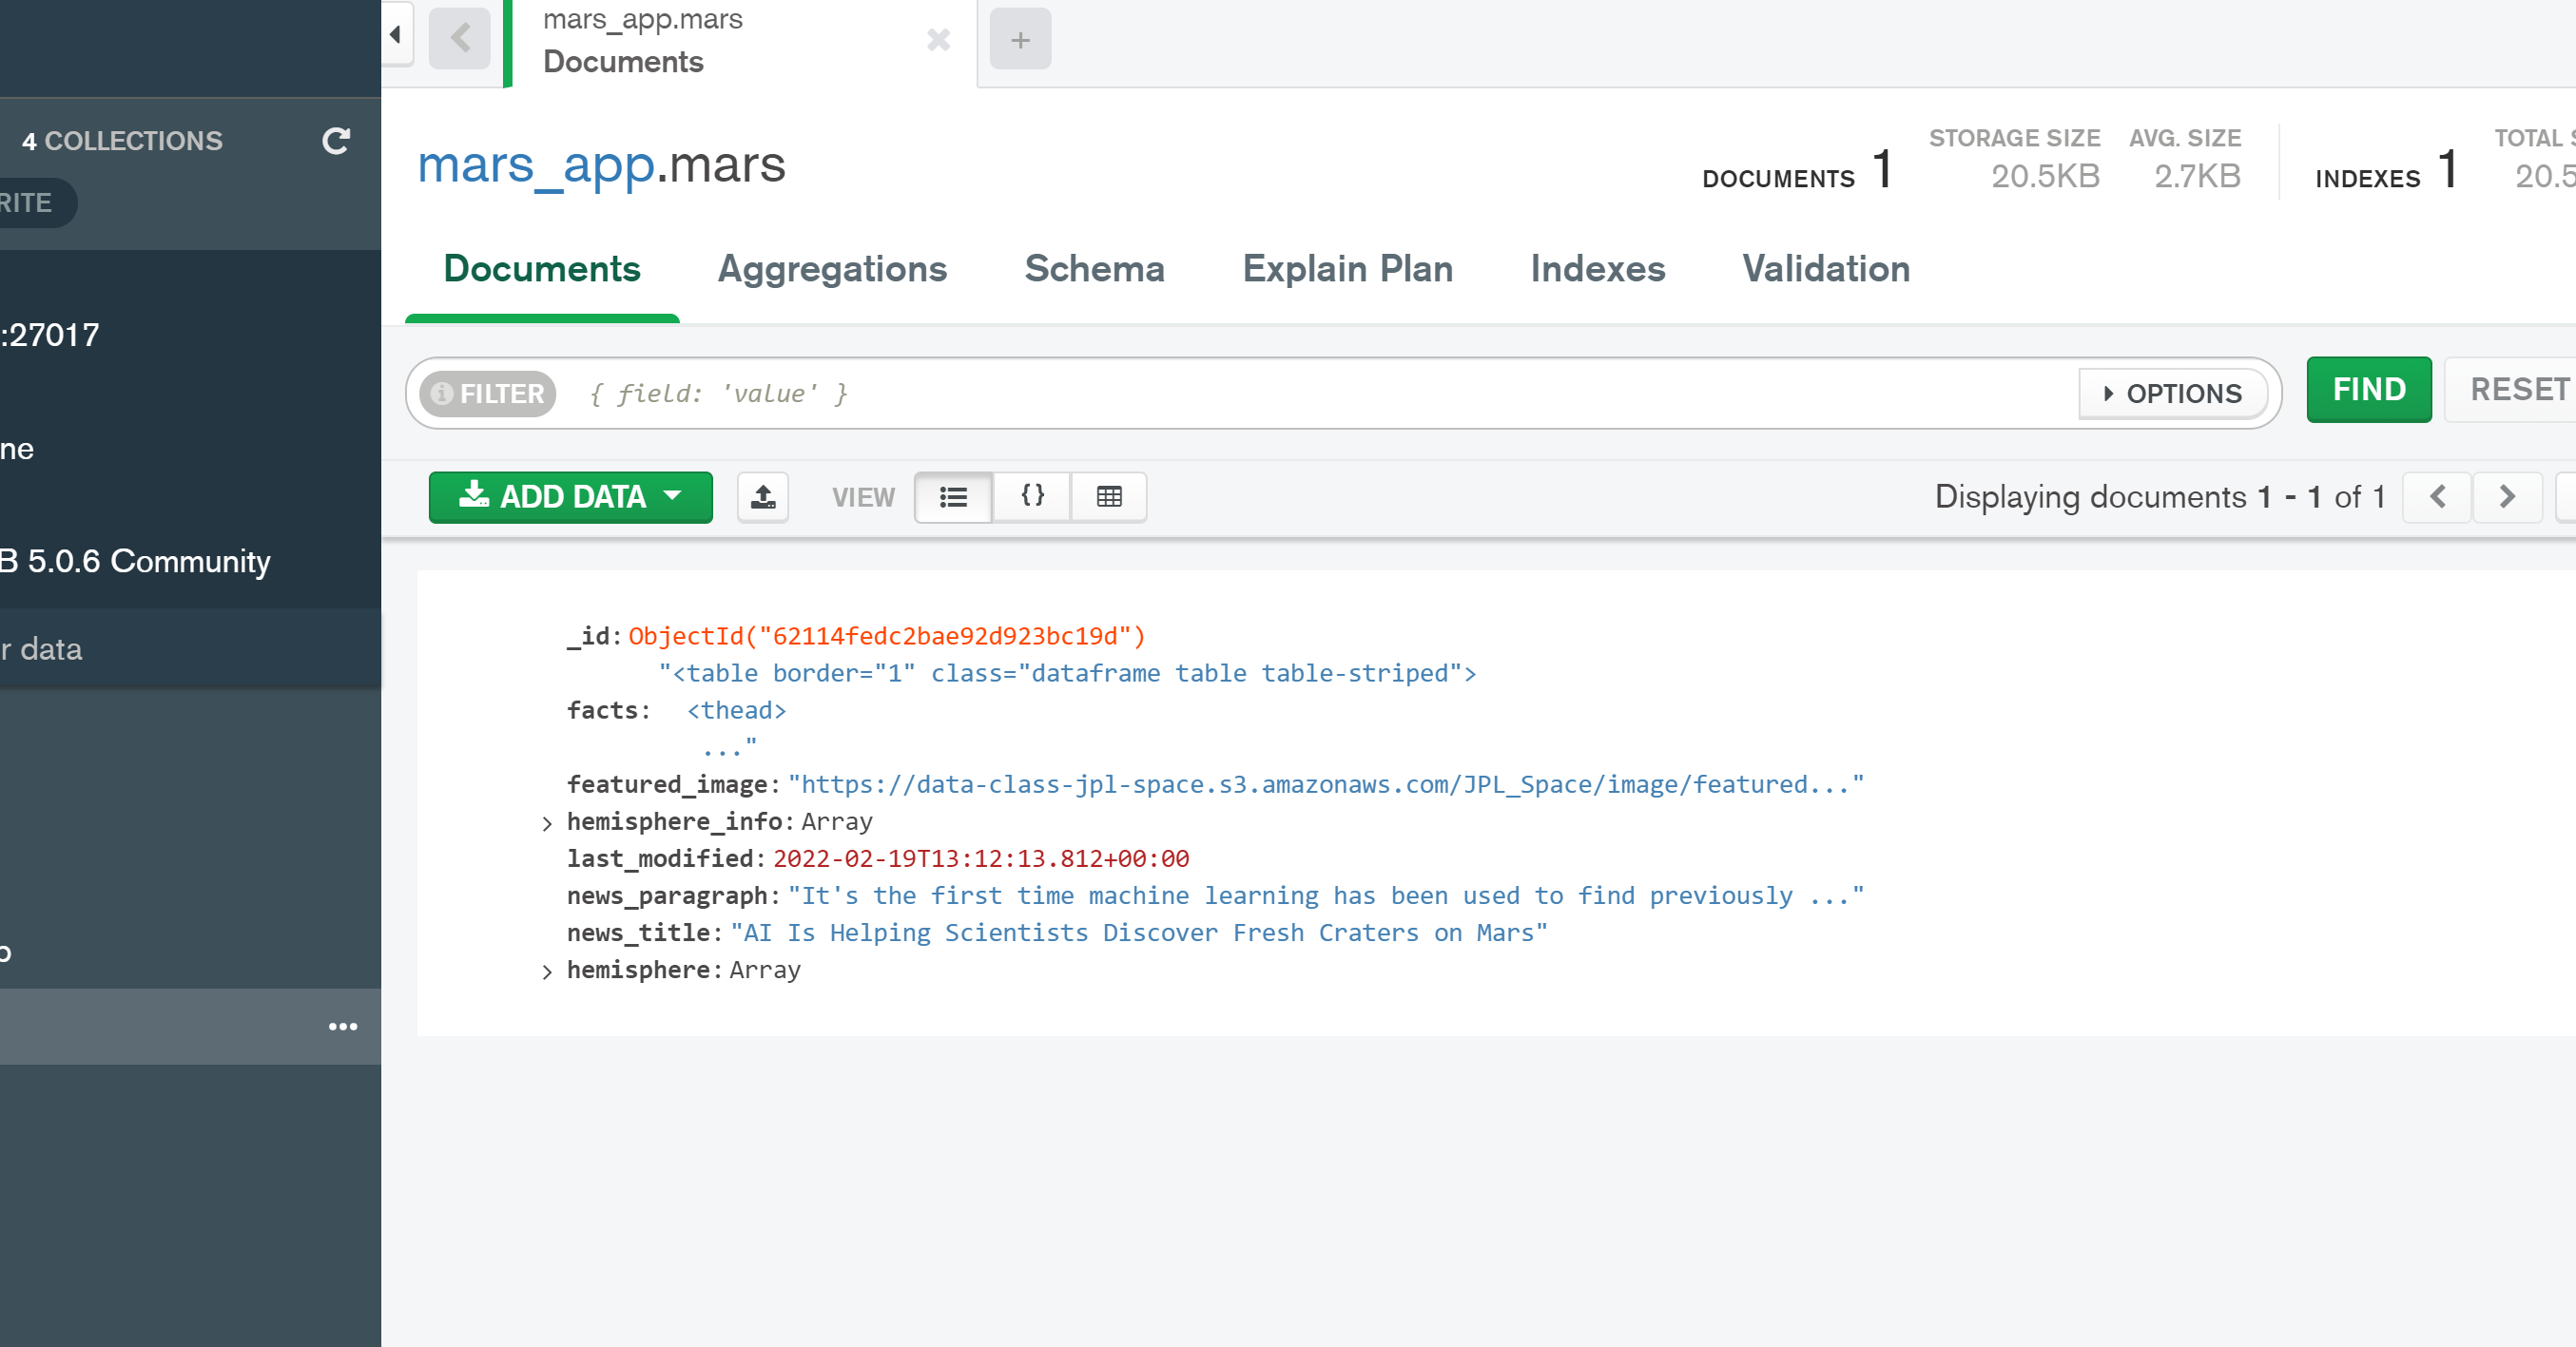 mars_app.mars
Documents
4 COLLECTIONS
RITE
:27017
ne
B 5.0.6 Community
r data
mars_app.mars
DOCUMENTS 1
STORAGE SIZE
20.5KB
AVG. SIZE
2.7KB
INDEXES 1
TOTAL S
20.5
Documents Aggregations Schema Explain Plan Indexes Validation
FILTER { field: 'value' } OPTIONS FIND RESET
ADD DATA VIEW {} Displaying documents 1 - 1 of 1
_id: ObjectId("62114fedc2bae92d923bc19d")
"<table border="1" class="dataframe table table-striped">
facts: <thead>
..."
featured_image: "https://data-class-jpl-space.s3.amazonaws.com/JPL_Space/image/featured..."
hemisphere_info: Array
last_modified: 2022-02-19T13:12:13.812+00:00
news_paragraph: "It's the first time machine learning has been used to find previously ..."
news_title: "AI Is Helping Scientists Discover Fresh Craters on Mars"
hemisphere: Array